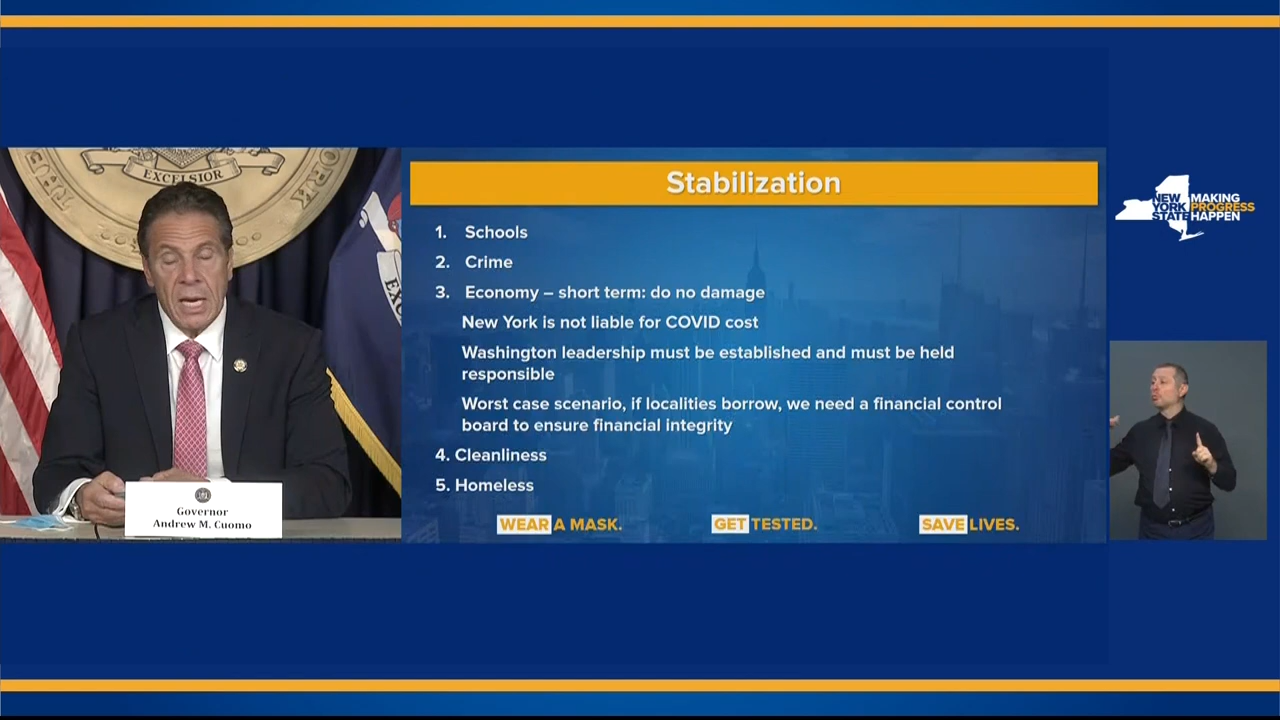 EXCELSIOR
YORK
EXC
Governor
Andrew M. Cuomo
Stabilization
1. Schools
2. Crime
3. Economy – short term: do no damage
New York is not liable for COVID cost
Washington leadership must be established and must be held
responsible
Worst case scenario, if localities borrow, we need a financial control
board to ensure financial integrity
4. Cleanliness
5. Homeless
WEAR A MASK. GET TESTED. SAVE LIVES.
NEW YORK STATE
MAKING
PROGRESS
HAPPEN